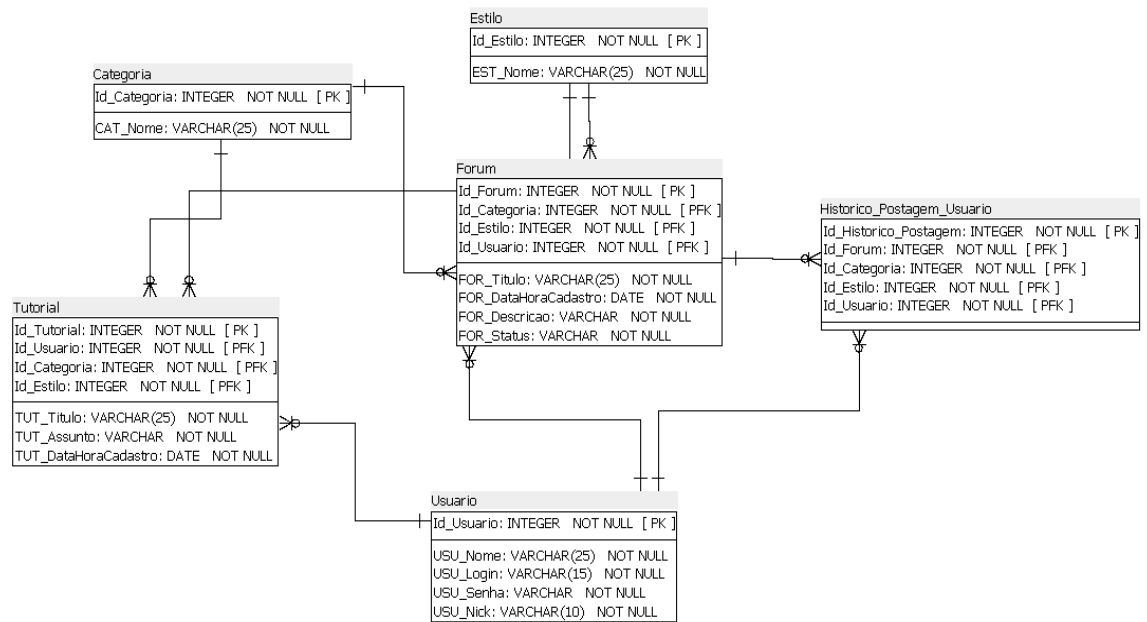 Estilo
Id_Estilo: INTEGER NOT NULL [ PK ]
EST_Nome: VARCHAR(25) NOT NULL
Categoria
Id_Categoria: INTEGER NOT NULL [ PK ]
CAT_Nome: VARCHAR(25) NOT NULL
Forum
Id_Forum: INTEGER NOT NULL [ PK ]
Id_Categoria: INTEGER NOT NULL [ PFK ]
Id_Estilo: INTEGER NOT NULL [ PFK ]
Id_Usuario: INTEGER NOT NULL [ PFK ]
FOR_Titulo: VARCHAR(25) NOT NULL
FOR_DataHoraCadastro: DATE NOT NULL
FOR_Descricao: VARCHAR NOT NULL
FOR_Status: VARCHAR NOT NULL
Historico_Postagem_Usuario
Id_Historico_Postagem: INTEGER NOT NULL [ PK ]
Id_Forum: INTEGER NOT NULL [ PFK ]
Id_Categoria: INTEGER NOT NULL [ PFK ]
Id_Estilo: INTEGER NOT NULL [ PFK ]
Id_Usuario: INTEGER NOT NULL [ PFK ]
Tutorial
Id_Tutorial: INTEGER NOT NULL [ PK ]
Id_Usuario: INTEGER NOT NULL [ PFK ]
Id_Categoria: INTEGER NOT NULL [ PFK ]
Id_Estilo: INTEGER NOT NULL [ PFK ]
TUT_Titulo: VARCHAR(25) NOT NULL
TUT_Assunto: VARCHAR NOT NULL
TUT_DataHoraCadastro: DATE NOT NULL
Usuario
Id_Usuario: INTEGER NOT NULL [ PK ]
USU_Nome: VARCHAR(25) NOT NULL
USU_Login: VARCHAR(15) NOT NULL
USU_Senha: VARCHAR NOT NULL
USU_Nick: VARCHAR(10) NOT NULL